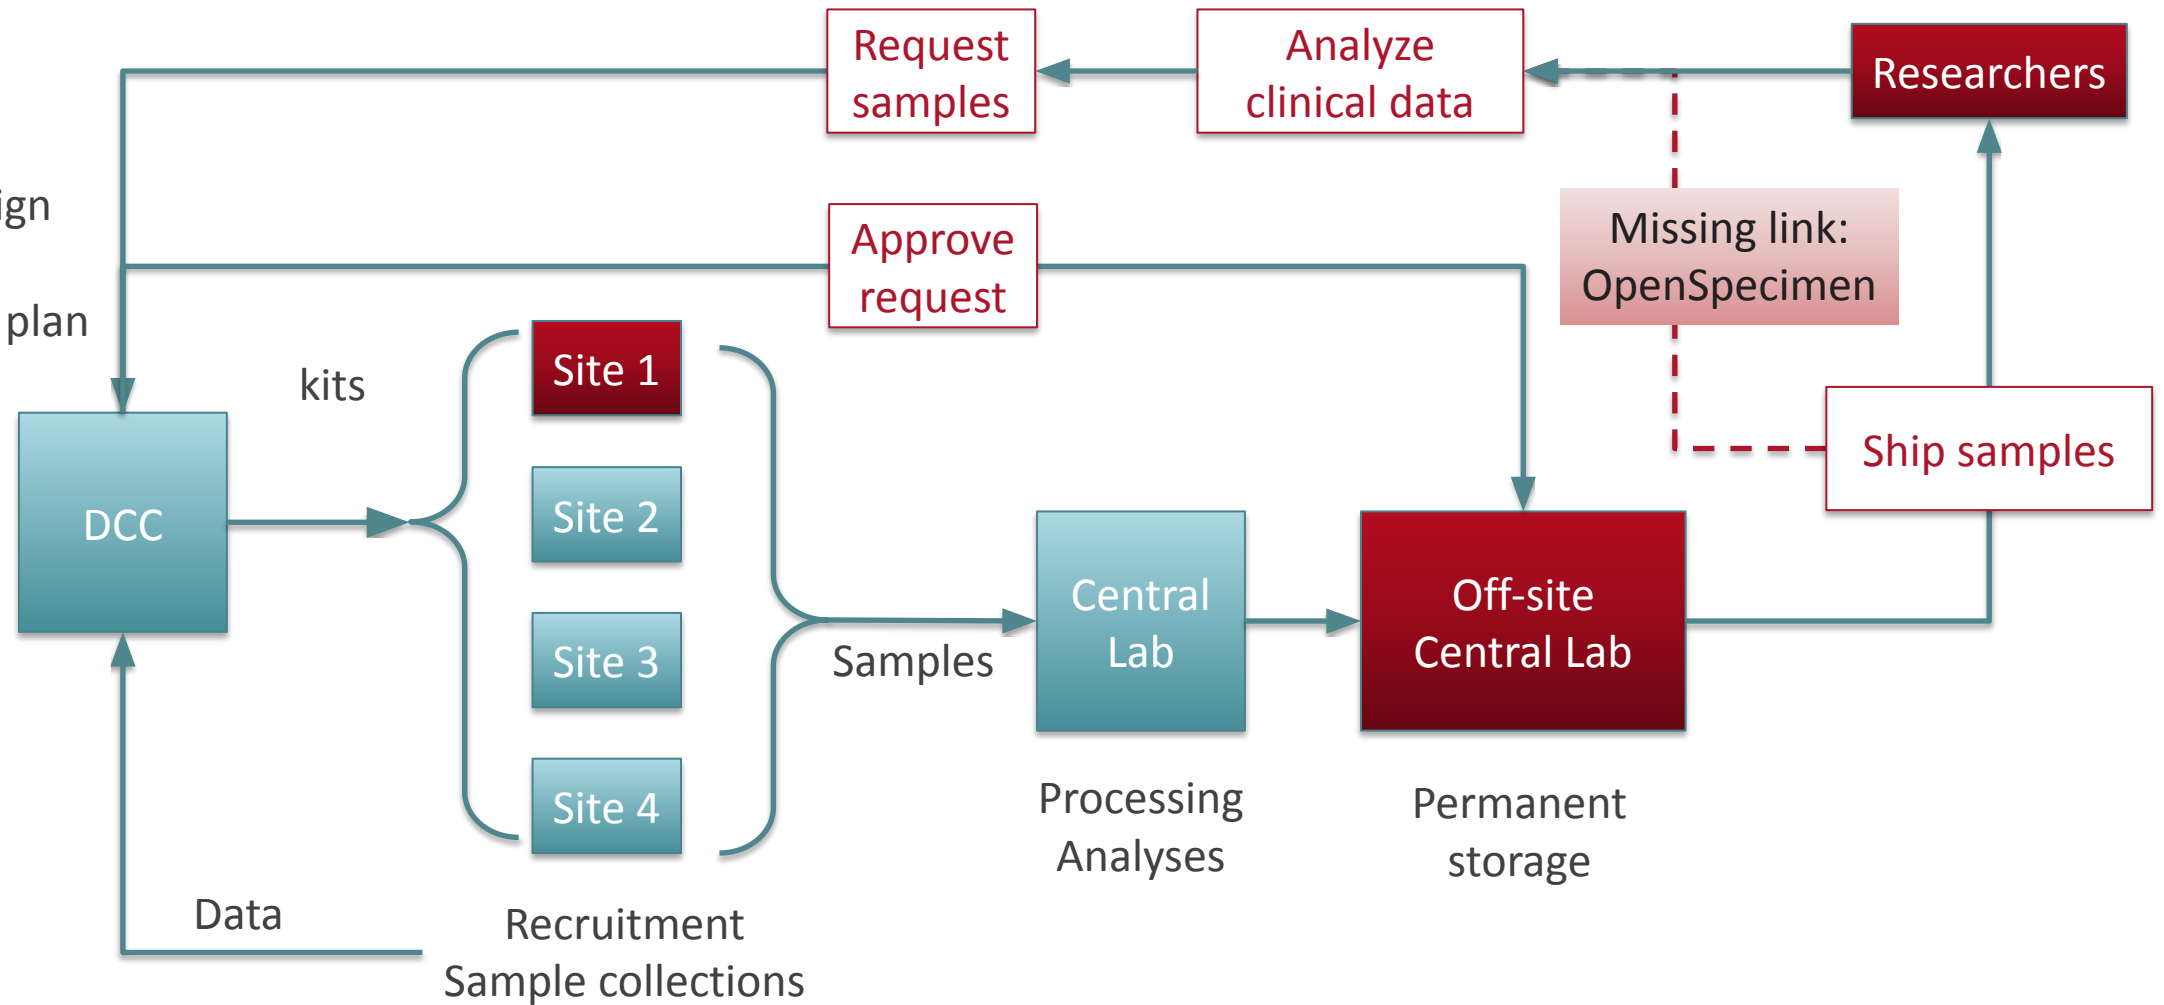 Request
samples
Analyze
clinical data
Researchers
ign
plan
Approve
request
Missing link:
OpenSpecimen
kits
Site 1
Site 2
Site 3
Site 4
DCC
Ship samples
Samples
Central
Lab
Off-site
Central Lab
Processing
Analyses
Permanent
storage
Data
Recruitment
Sample collections